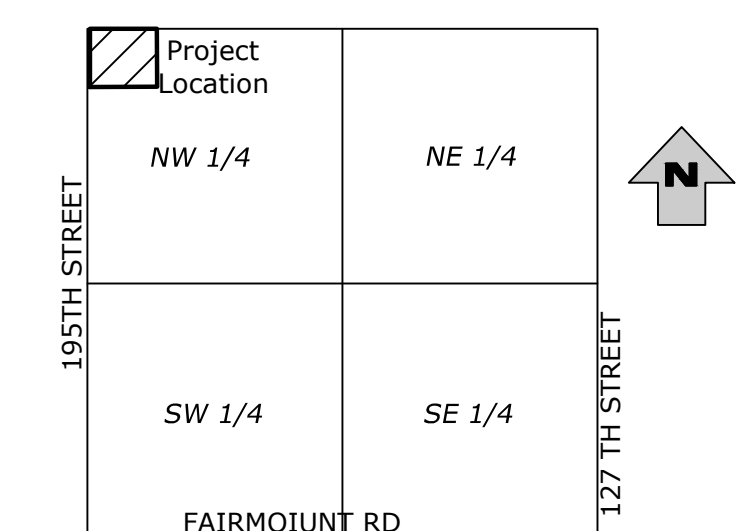 Project
Location
NW 1/4
NE 1/4
N
195TH STREET
SW 1/4
SE 1/4
127 TH STREET
FAIRMOIUNT RD